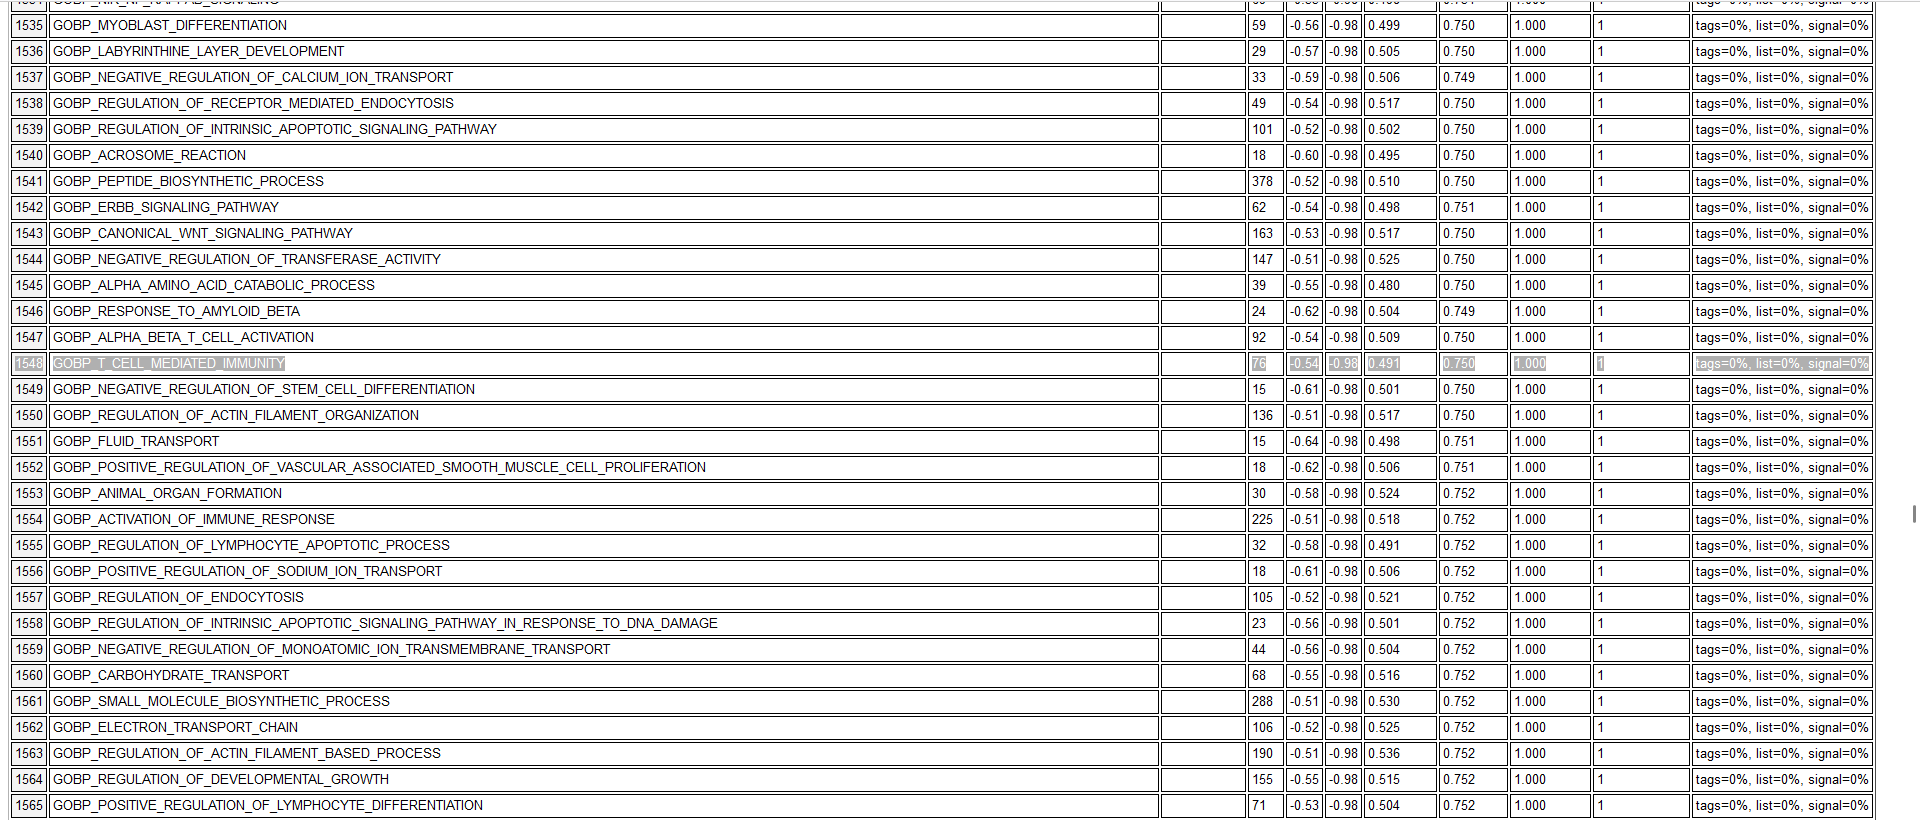 1535 GOBP_MYOBLAST_DIFFERENTIATION 59 -0.56 -0.98 0.499 0.750 1.000 1 tags=0%, list=0%, signal=0%
1536 GOBP_LABYRINTHINE_LAYER_DEVELOPMENT 29 -0.57 -0.98 0.505 0.750 1.000 1 tags=0%, list=0%, signal=0%
1537 GOBP_NEGATIVE_REGULATION_OF_CALCIUM_ION_TRANSPORT 33 -0.59 -0.98 0.506 0.749 1.000 1 tags=0%, list=0%, signal=0%
1538 GOBP_REGULATION_OF_RECEPTOR_MEDIATED_ENDOCYTOSIS 49 -0.54 -0.98 0.517 0.750 1.000 1 tags=0%, list=0%, signal=0%
1539 GOBP_REGULATION_OF_INTRINSIC_APOPTOTIC_SIGNALING_PATHWAY 101 -0.52 -0.98 0.502 0.750 1.000 1 tags=0%, list=0%, signal=0%
1540 GOBP_ACROSOME_REACTION 18 -0.60 -0.98 0.495 0.750 1.000 1 tags=0%, list=0%, signal=0%
1541 GOBP_PEPTIDE_BIOSYNTHETIC_PROCESS 378 -0.52 -0.98 0.510 0.750 1.000 1 tags=0%, list=0%, signal=0%
1542 GOBP_ERBB_SIGNALING_PATHWAY 62 -0.54 -0.98 0.498 0.751 1.000 1 tags=0%, list=0%, signal=0%
1543 GOBP_CANONICAL_WNT_SIGNALING_PATHWAY 163 -0.53 -0.98 0.517 0.750 1.000 1 tags=0%, list=0%, signal=0%
1544 GOBP_NEGATIVE_REGULATION_OF_TRANSFERASE_ACTIVITY 147 -0.51 -0.98 0.525 0.750 1.000 1 tags=0%, list=0%, signal=0%
1545 GOBP_ALPHA_AMINO_ACID_CATABOLIC_PROCESS 39 -0.55 -0.98 0.480 0.750 1.000 1 tags=0%, list=0%, signal=0%
1546 GOBP_RESPONSE_TO_AMYLOID_BETA 24 -0.62 -0.98 0.504 0.749 1.000 1 tags=0%, list=0%, signal=0%
1547 GOBP_ALPHA_BETA_T_CELL_ACTIVATION 92 -0.54 -0.98 0.509 0.750 1.000 1 tags=0%, list=0%, signal=0%
1548 GOBP_T_CELL_MEDIATED_IMMUNITY 76 -0.54 -0.98 0.491 0.750 1.000 1 tags=0%, list=0%, signal=0%
1549 GOBP_NEGATIVE_REGULATION_OF_STEM_CELL_DIFFERENTIATION 15 -0.61 -0.98 0.501 0.750 1.000 1 tags=0%, list=0%, signal=0%
1550 GOBP_REGULATION_OF_ACTIN_FILAMENT_ORGANIZATION 136 -0.51 -0.98 0.517 0.750 1.000 1 tags=0%, list=0%, signal=0%
1551 GOBP_FLUID_TRANSPORT 15 -0.64 -0.98 0.498 0.751 1.000 1 tags=0%, list=0%, signal=0%
1552 GOBP_POSITIVE_REGULATION_OF_VASCULAR_ASSOCIATED_SMOOTH_MUSCLE_CELL_PROLIFERATION 18 -0.62 -0.98 0.506 0.751 1.000 1 tags=0%, list=0%, signal=0%
1553 GOBP_ANIMAL_ORGAN_FORMATION 30 -0.58 -0.98 0.524 0.752 1.000 1 tags=0%, list=0%, signal=0%
1554 GOBP_ACTIVATION_OF_IMMUNE_RESPONSE 225 -0.51 -0.98 0.518 0.752 1.000 1 tags=0%, list=0%, signal=0%
1555 GOBP_REGULATION_OF_LYMPHOCYTE_APOPTOTIC_PROCESS 32 -0.58 -0.98 0.491 0.752 1.000 1 tags=0%, list=0%, signal=0%
1556 GOBP_POSITIVE_REGULATION_OF_SODIUM_ION_TRANSPORT 18 -0.61 -0.98 0.506 0.752 1.000 1 tags=0%, list=0%, signal=0%
1557 GOBP_REGULATION_OF_ENDOCYTOSIS 105 -0.52 -0.98 0.521 0.752 1.000 1 tags=0%, list=0%, signal=0%
1558 GOBP_REGULATION_OF_INTRINSIC_APOPTOTIC_SIGNALING_PATHWAY_IN_RESPONSE_TO_DNA_DAMAGE 23 -0.56 -0.98 0.501 0.752 1.000 1 tags=0%, list=0%, signal=0%
1559 GOBP_NEGATIVE_REGULATION_OF_MONOATOMIC_ION_TRANSMEMBRANE_TRANSPORT 44 -0.56 -0.98 0.504 0.752 1.000 1 tags=0%, list=0%, signal=0%
1560 GOBP_CARBOHYDRATE_TRANSPORT 68 -0.55 -0.98 0.516 0.752 1.000 1 tags=0%, list=0%, signal=0%
1561 GOBP_SMALL_MOLECULE_BIOSYNTHETIC_PROCESS 288 -0.51 -0.98 0.530 0.752 1.000 1 tags=0%, list=0%, signal=0%
1562 GOBP_ELECTRON_TRANSPORT_CHAIN 106 -0.52 -0.98 0.525 0.752 1.000 1 tags=0%, list=0%, signal=0%
1563 GOBP_REGULATION_OF_ACTIN_FILAMENT_BASED_PROCESS 190 -0.51 -0.98 0.536 0.752 1.000 1 tags=0%, list=0%, signal=0%
1564 GOBP_REGULATION_OF_DEVELOPMENTAL_GROWTH 155 -0.55 -0.98 0.515 0.752 1.000 1 tags=0%, list=0%, signal=0%
1565 GOBP_POSITIVE_REGULATION_OF_LYMPHOCYTE_DIFFERENTIATION 71 -0.53 -0.98 0.504 0.752 1.000 1 tags=0%, list=0%, signal=0%